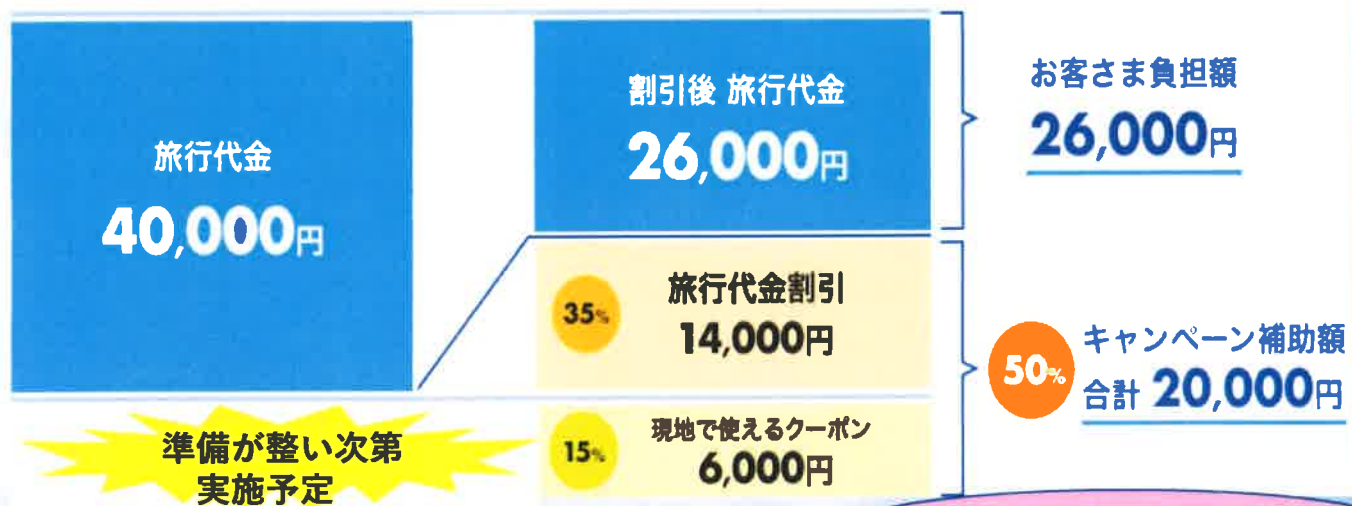 旅行代金
40,000円
割引後 旅行代金
26,000円
お客さま負担額
26,000円
35%
旅行代金割引
14,000円
50%
キャンペーン補助額
合計 20,000円
準備が整い次第
実施予定
15%
現地で使えるクーポン
6,000円